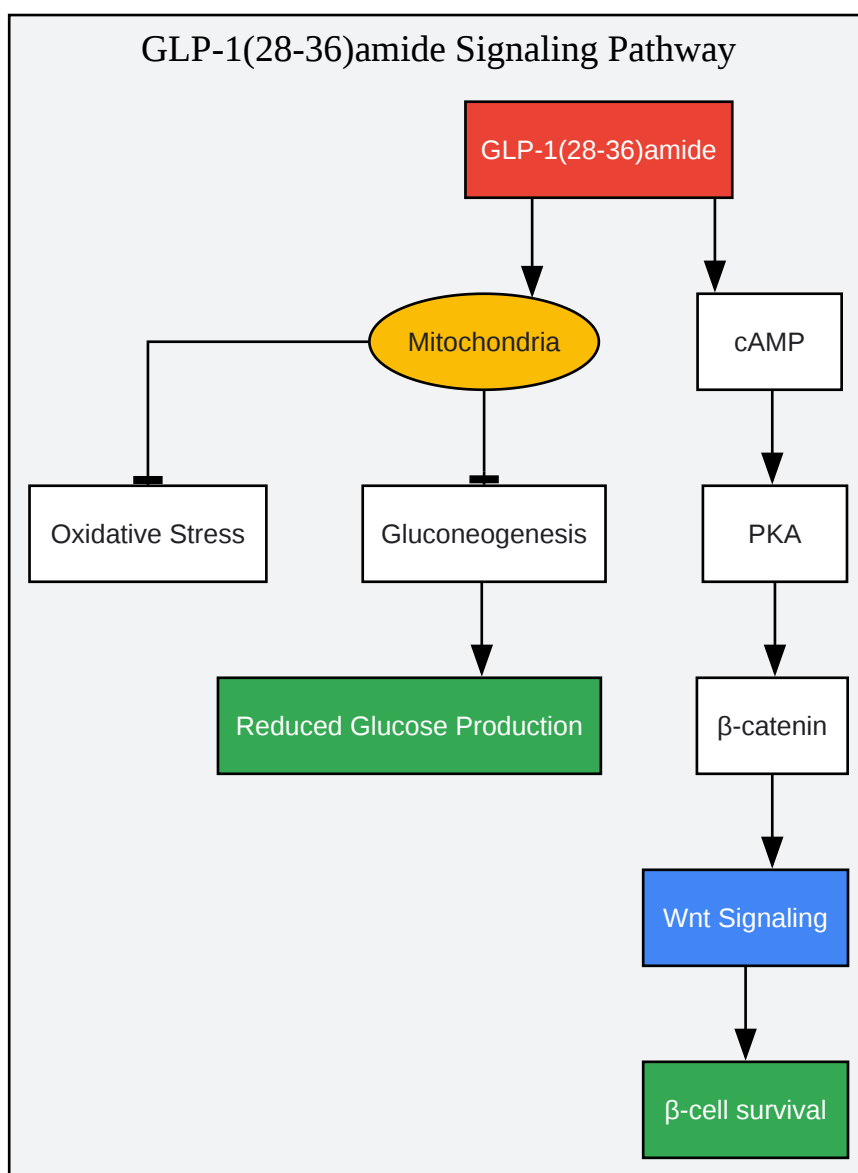 GLP-1(28-36)amide Signaling Pathway
GLP-1(28-36)amide
Mitochondria
cAMP
Oxidative Stress
Gluconeogenesis
PKA
Reduced Glucose Production
β-catenin
Wnt Signaling
β-cell survival